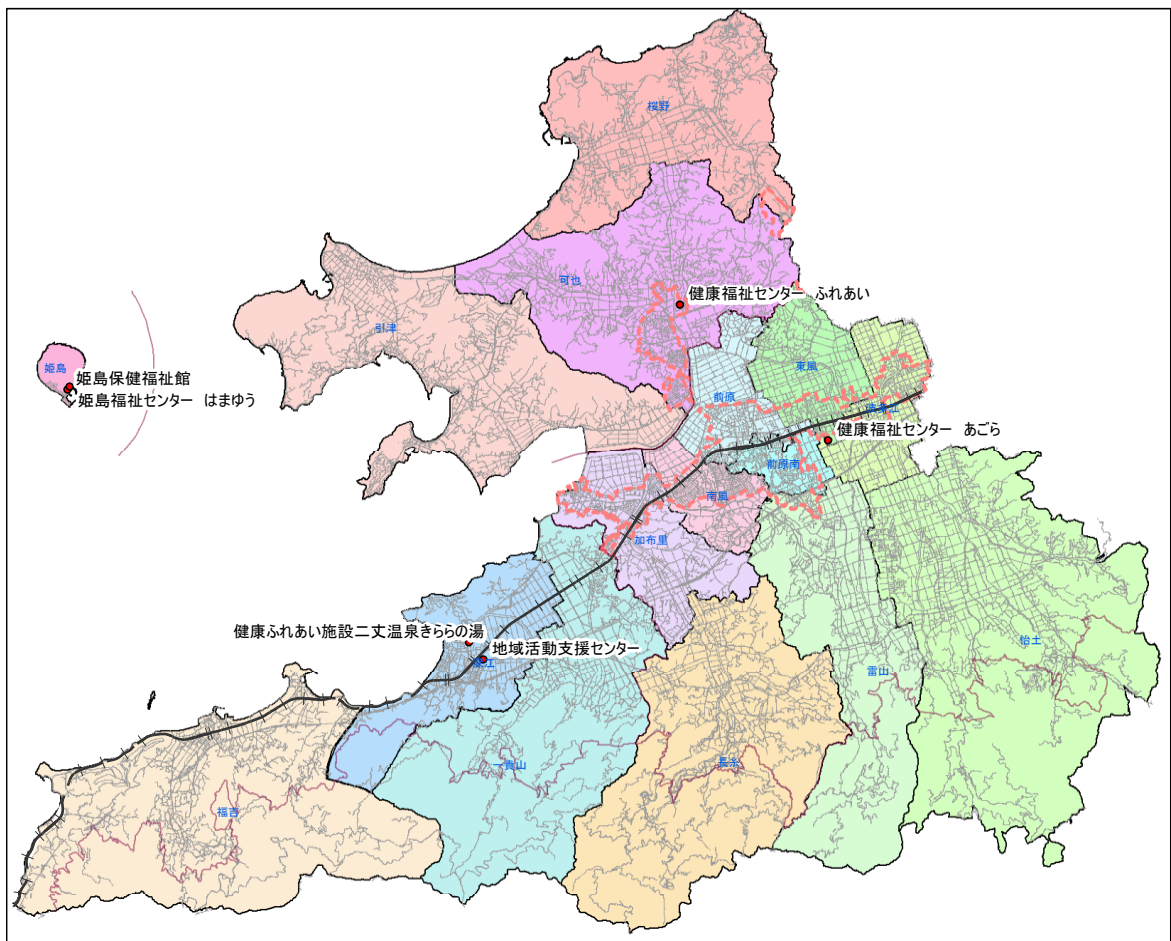 桜野
可也
健康福祉センター　ふれあい
引津
姫島
姫島保健福祉館
姫島福祉センター　はまゆう
東風
前原
健康福祉センター　あごら
前原南
南風
加布里
健康ふれあい施設二丈温泉きららの湯
地域活動支援センター
怡土
雷山
一貴山
長糸
福吉